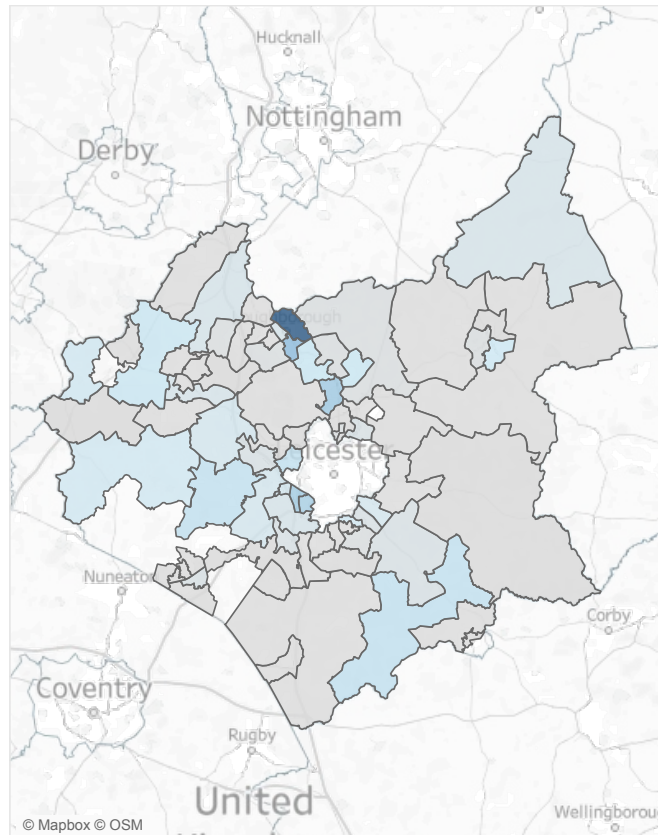 Hucknall
Nottingham
Derby
Nuneaton
Corby
Coventry
Rugby
United
© Mapbox © OSM